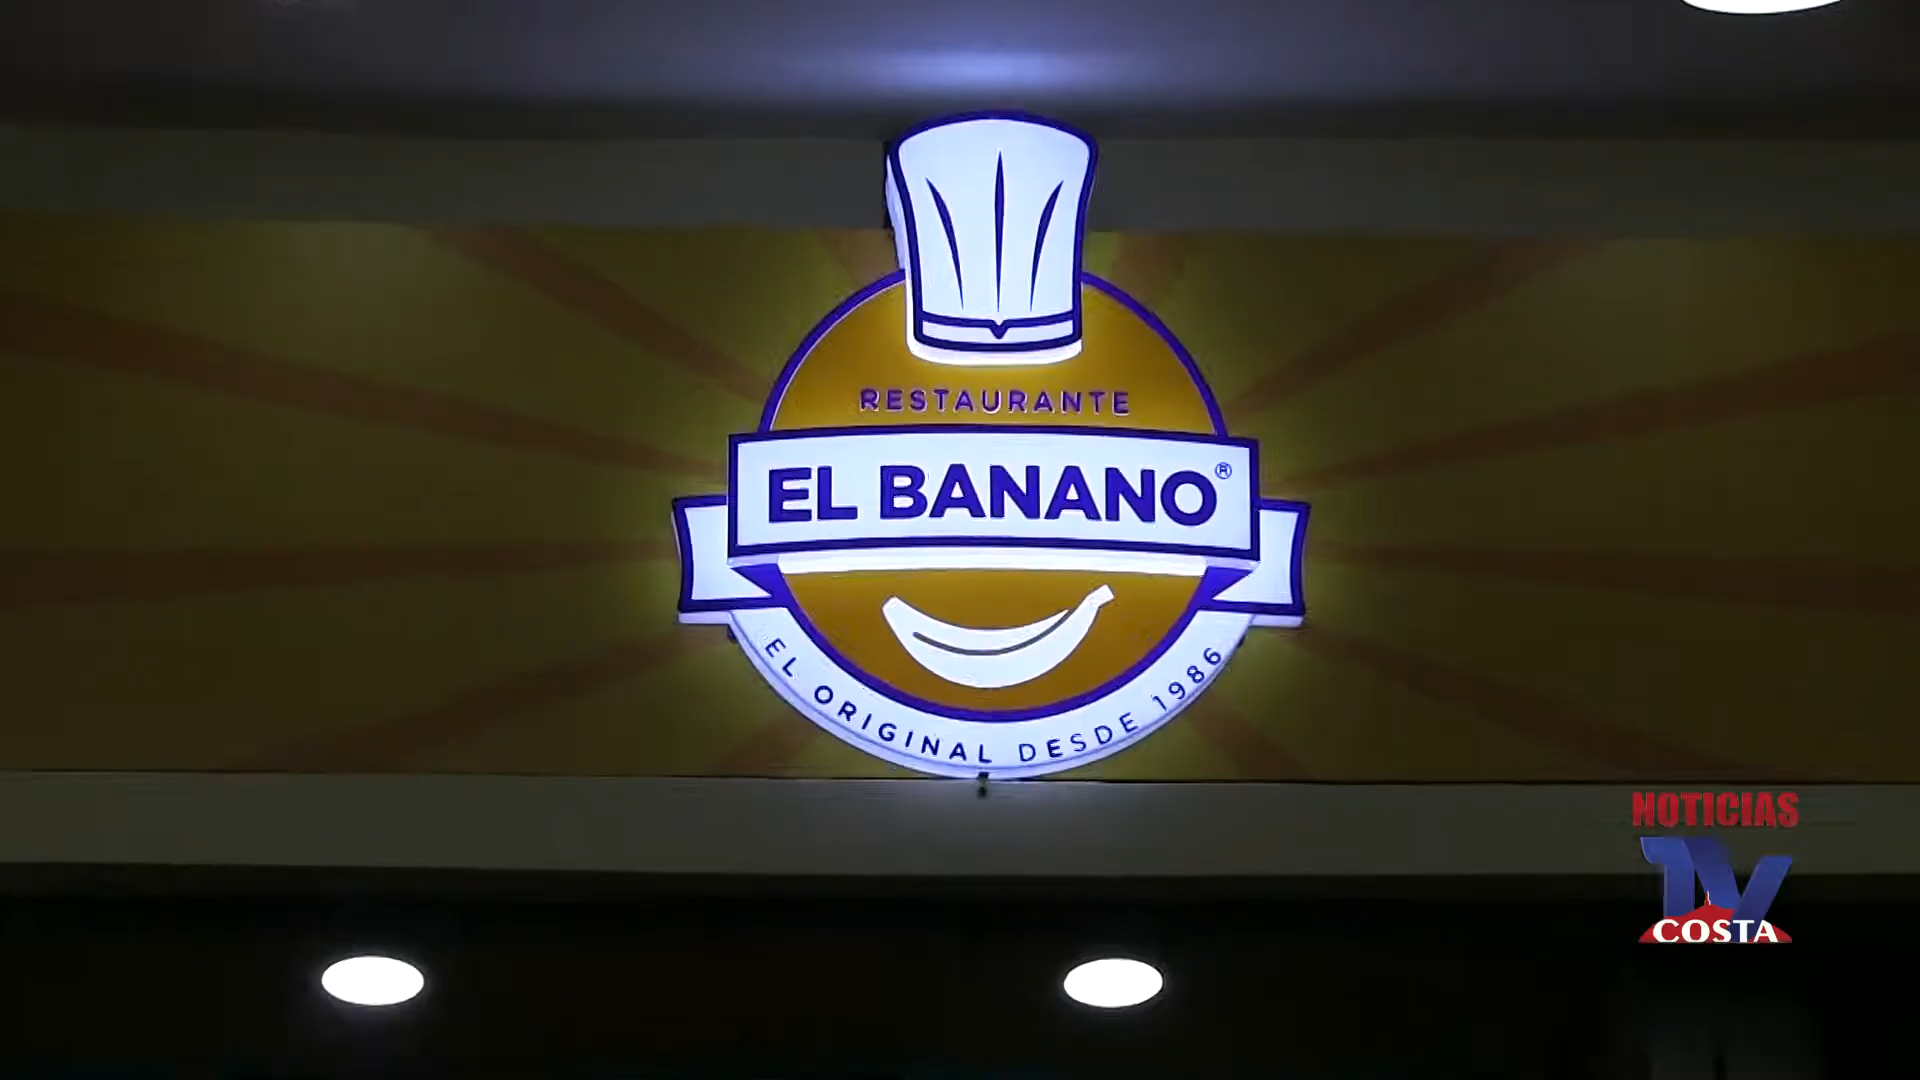 RESTAURANTE
EL BANANO®
EL ORIGINAL DESDE 1986
NOTICIAS
TV
COSTA